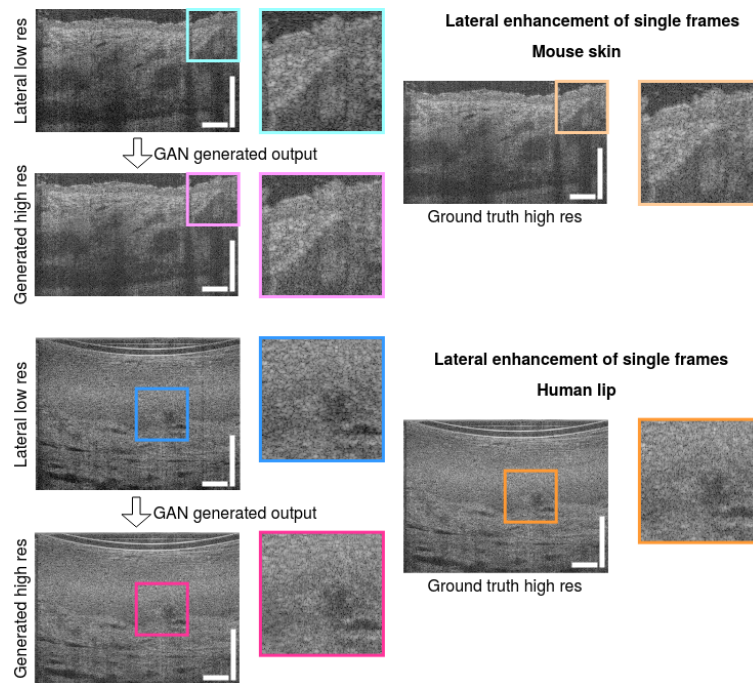 Lateral enhancement of single frames
Mouse skin
Lateral low res
GAN generated output
Generated high res
Ground truth high res
Lateral enhancement of single frames
Human lip
Lateral low res
GAN generated output
Generated high res
Ground truth high res